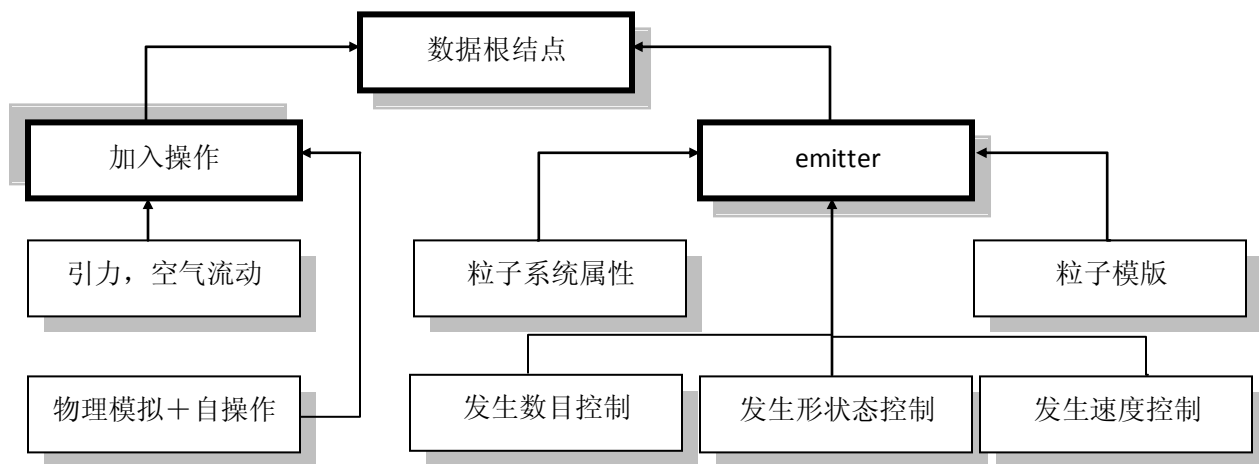 数据根结点
加入操作
emitter
引力，空气流动
粒子系统属性
粒子模版
物理模拟＋自操作
发生数目控制
发生形状态控制
发生速度控制